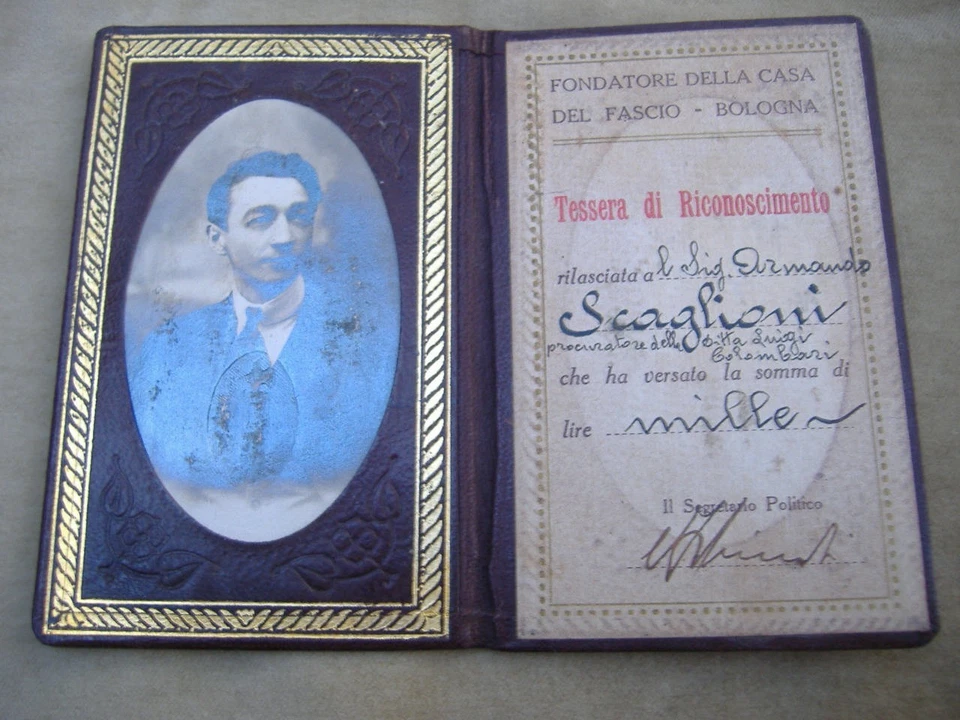 FONDATORE DELLA CASA
DEL FASCIO - BOLOGNA
Tessera di Riconoscimento
rilasciata al Sig. Armando
Scaglioni
procuratore della ditta Luigi
Colombari
che ha versato la somma di
lire mille
Il Segretario Politico